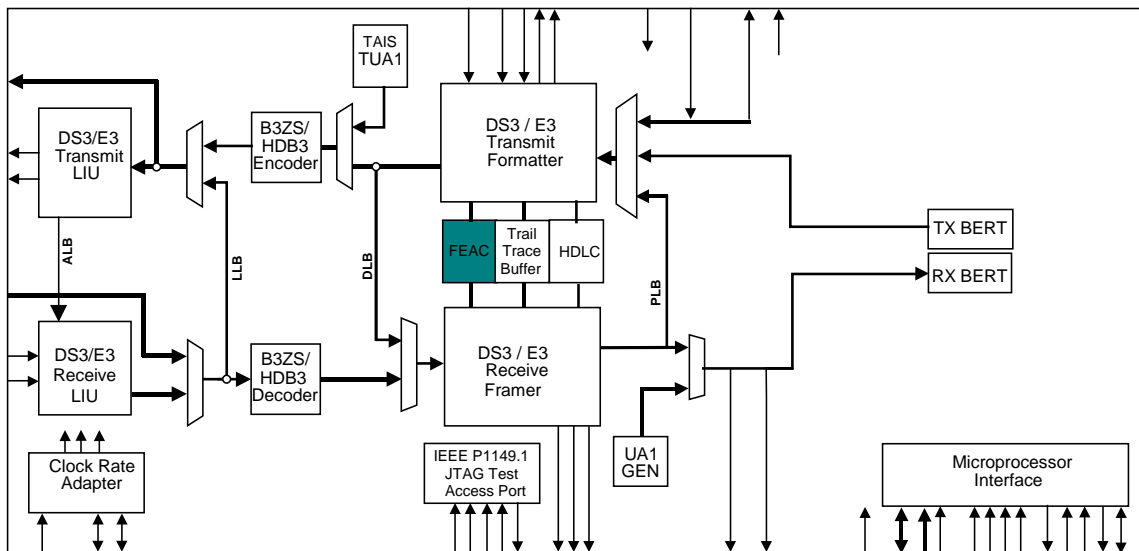 TAIS
TUA1
DS3/E3
Transmit
LIU
B3ZS/
HDB3
Encoder
DS3 / E3
Transmit
Formatter
ALB
LLB
DLB
FEAC
Trail
Trace
Buffer
HDLC
PLB
TX BERT
RX BERT
DS3/E3
Receive
LIU
B3ZS/
HDB3
Decoder
DS3 / E3
Receive
Framer
Clock Rate
Adapter
IEEE P1149.1
JTAG Test
Access Port
UA1
GEN
Microprocessor
Interface